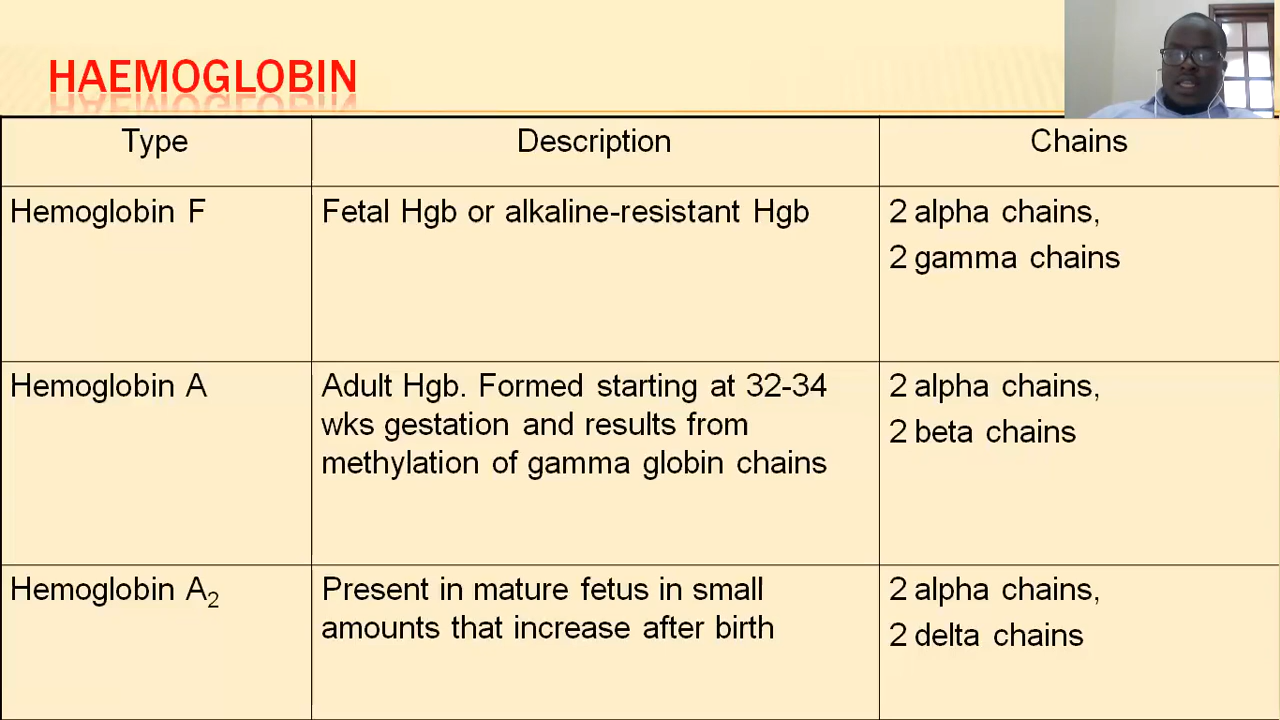 HAEMOGLOBIN
Type Description Chains
Hemoglobin F Fetal Hgb or alkaline-resistant Hgb 2 alpha chains,
2 gamma chains
Hemoglobin A Adult Hgb. Formed starting at 32-34 2 alpha chains,
wks gestation and results from 2 beta chains
methylation of gamma globin chains
Hemoglobin A₂ Present in mature fetus in small 2 alpha chains,
amounts that increase after birth 2 delta chains